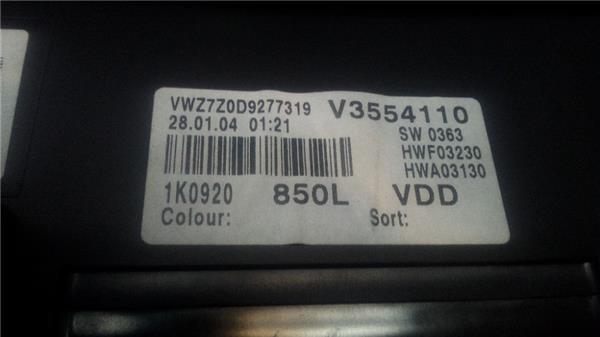 VWZ7Z0D9277319 V3554110
28.01.04 01:21 SW 0363
HWF03230
HWA03130
1K0920 850L VDD
Colour: Sort: